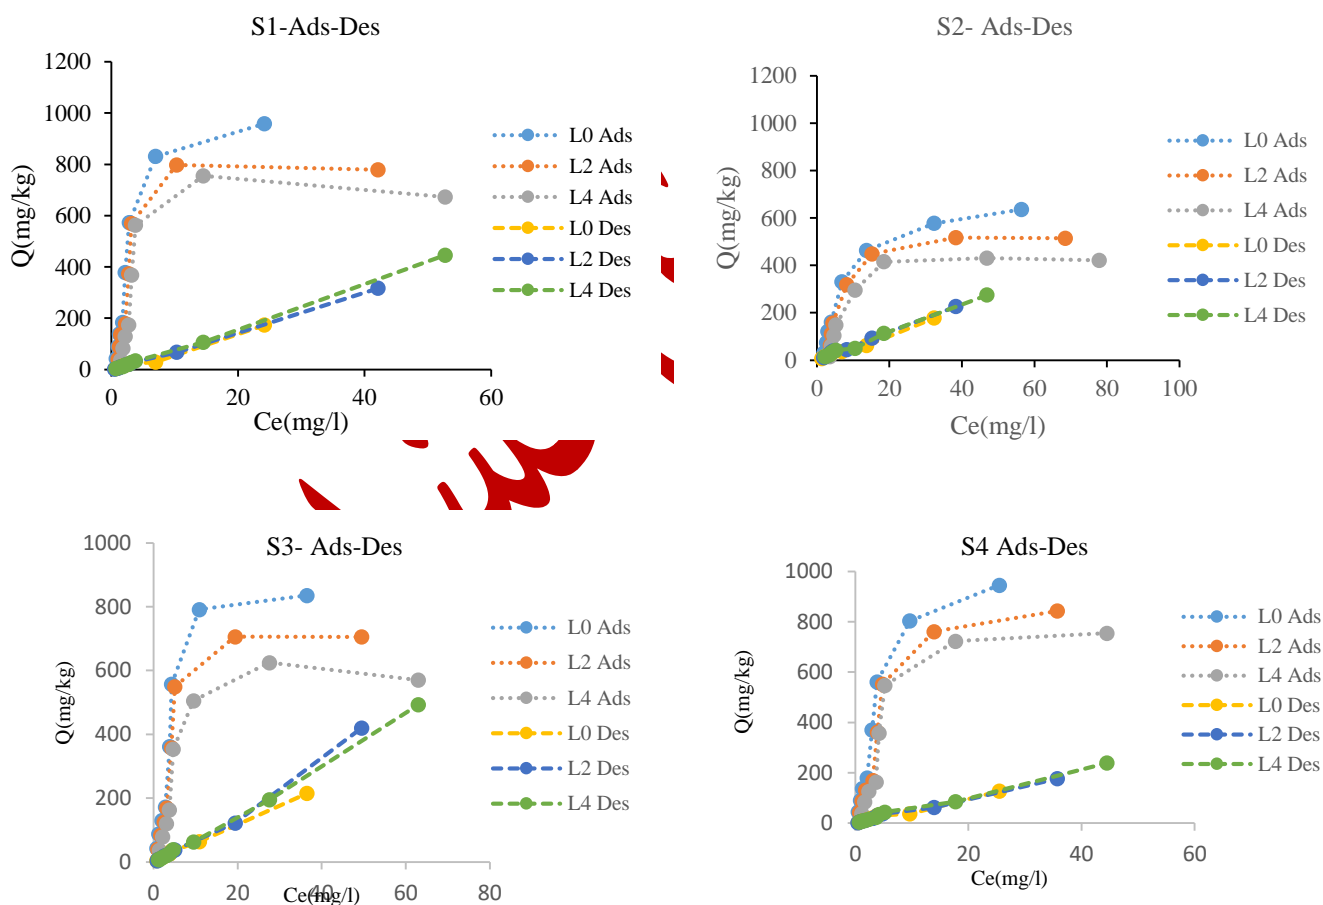 S1-Ads-Des
1200
1000
800
600
400
200
0
Q(mg/kg)
0 20 40 60
Ce(mg/l)
L0 Ads
L2 Ads
L4 Ads
L0 Des
L2 Des
L4 Des
S2- Ads-Des
1200
1000
800
600
400
200
0
Q(mg/kg)
0 20 40 60 80 100
Ce(mg/l)
L0 Ads
L2 Ads
L4 Ads
L0 Des
L2 Des
L4 Des
S3- Ads-Des
1000
800
600
400
200
0
Q(mg/kg)
0 20 40 60 80
Ce(mg/l)
L0 Ads
L2 Ads
L4 Ads
L0 Des
L2 Des
L4 Des
S4 Ads-Des
1000
800
600
400
200
0
Q(mg/kg)
0 20 40 60
Ce(mg/l)
L0 Ads
L2 Ads
L4 Ads
L0 Des
L2 Des
L4 Des